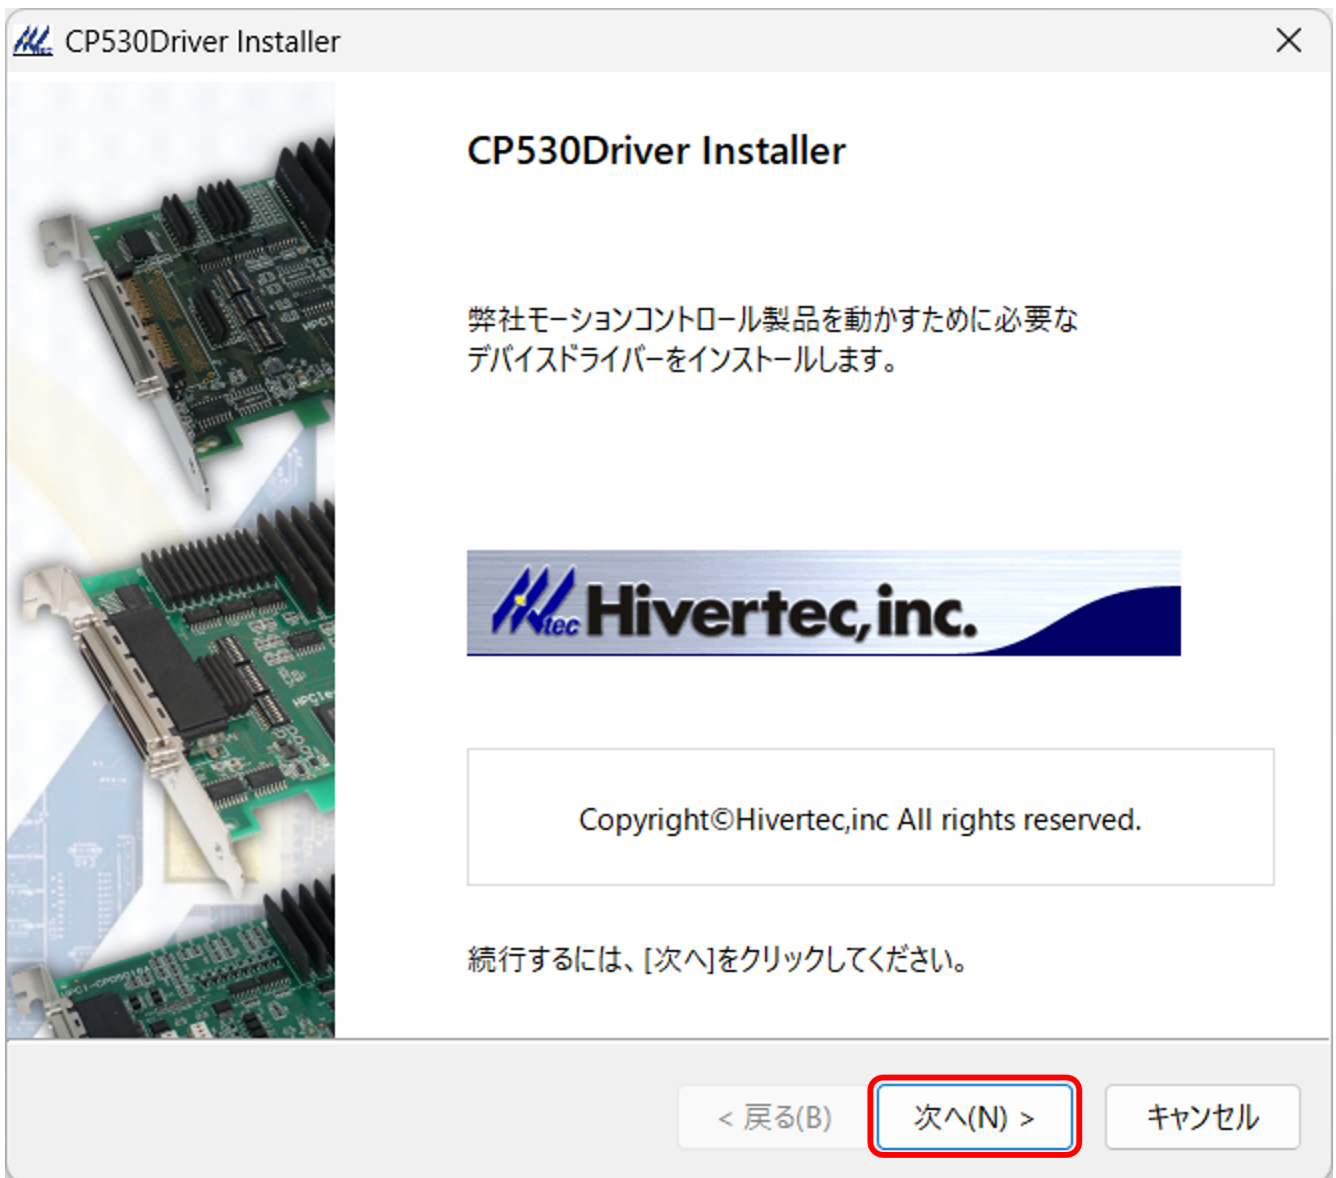 CP530Driver Installer
CP530Driver Installer
弊社モーションコントロール製品を動かすために必要な
デバイスドライバーをインストールします。
tec Hivertec,inc.
Copyright©Hivertec,inc All rights reserved.
続行するには、[次へ]をクリックしてください。
< 戻る(B)
次へ(N) >
キャンセル